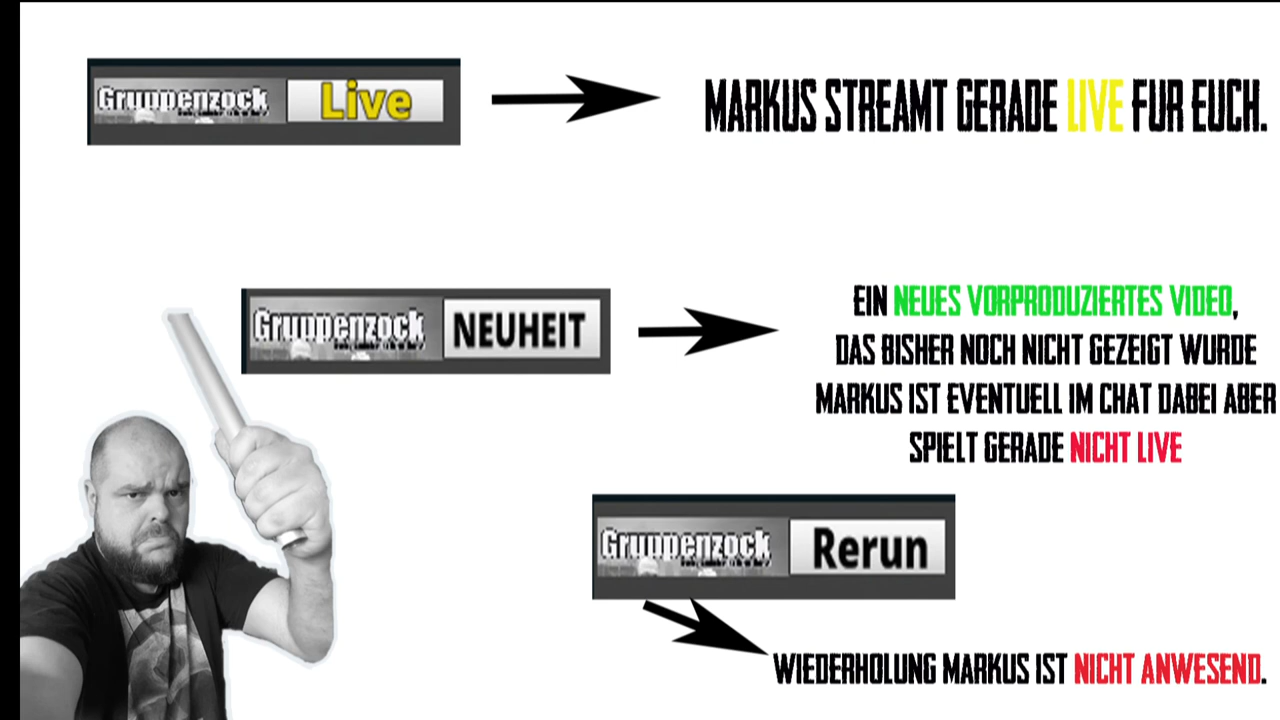 Gruppenzock Live
MARKUS STREAMT GERADE LIVE FUR EUCH.
Gruppenzock NEUHEIT
EIN NEUES VORPRODUZIERTES VIDEO,
DAS BISHER NOCH NICHT GEZEIGT WURDE
MARKUS IST EVENTUELL IM CHAT DABEI ABER
SPIELT GERADE NICHT LIVE
Gruppenzock Rerun
WIEDERHOLUNG MARKUS IST NICHT ANWESEND.